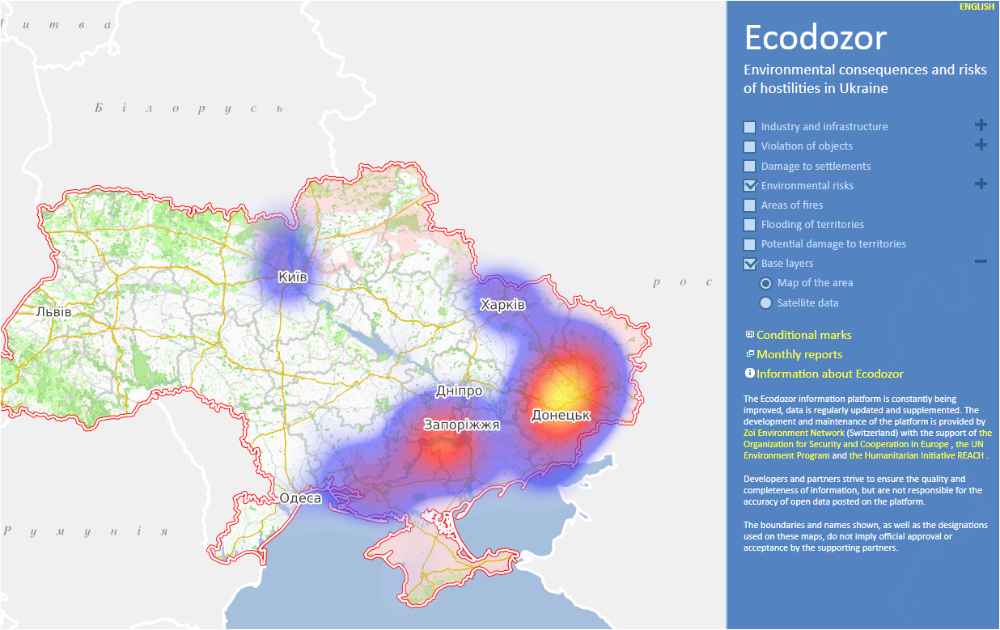 Литва
Білорусь
рос
Київ
Львів
Харків
Дніпро
Донецьк
Запоріжжя
Одеса
Румунія
ENGLISH
Ecodozor
Environmental consequences and risks
of hostilities in Ukraine
Industry and infrastructure
Violation of objects
Damage to settlements
Environmental risks
Areas of fires
Flooding of territories
Potential damage to territories
Base layers
Map of the area
Satellite data
Conditional marks
Monthly reports
Information about Ecodozor
The Ecodozor information platform is constantly being
improved, data is regularly updated and supplemented. The
development and maintenance of the platform is provided by
Zoï Environment Network (Switzerland) with the support of the
Organization for Security and Cooperation in Europe , the UN
Environment Program and the Humanitarian Initiative REACH .
Developers and partners strive to ensure the quality and
completeness of information, but are not responsible for the
accuracy of open data posted on the platform.
The boundaries and names shown, as well as the designations
used on these maps, do not imply official approval or
acceptance by the supporting partners.